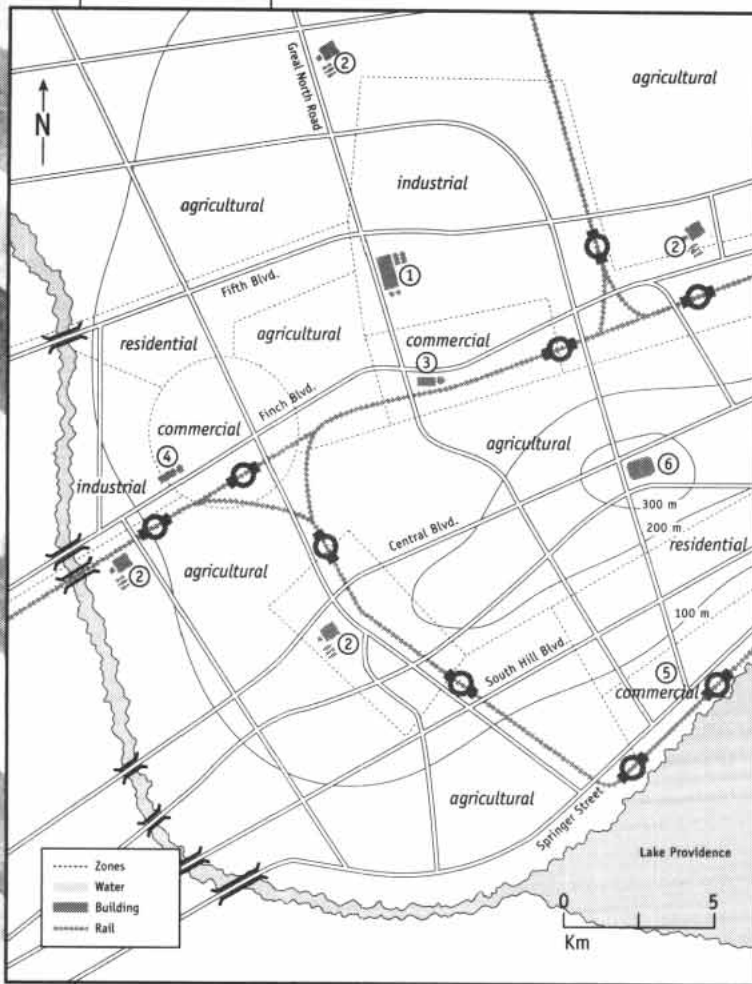 2
agricultural
Great North Road
N
industrial
agricultural
2
1
Fifth Blvd.
residential
agricultural
commercial
3
Finch Blvd.
commercial
agricultural
4
6
industrial
300 m
Central Blvd.
200 m
residential
2
agricultural
100 m
2
South Hill Blvd.
5
commercial
agricultural
Springer Street
Lake Providence
Zones
Water
Building
Rail
0
5
Km